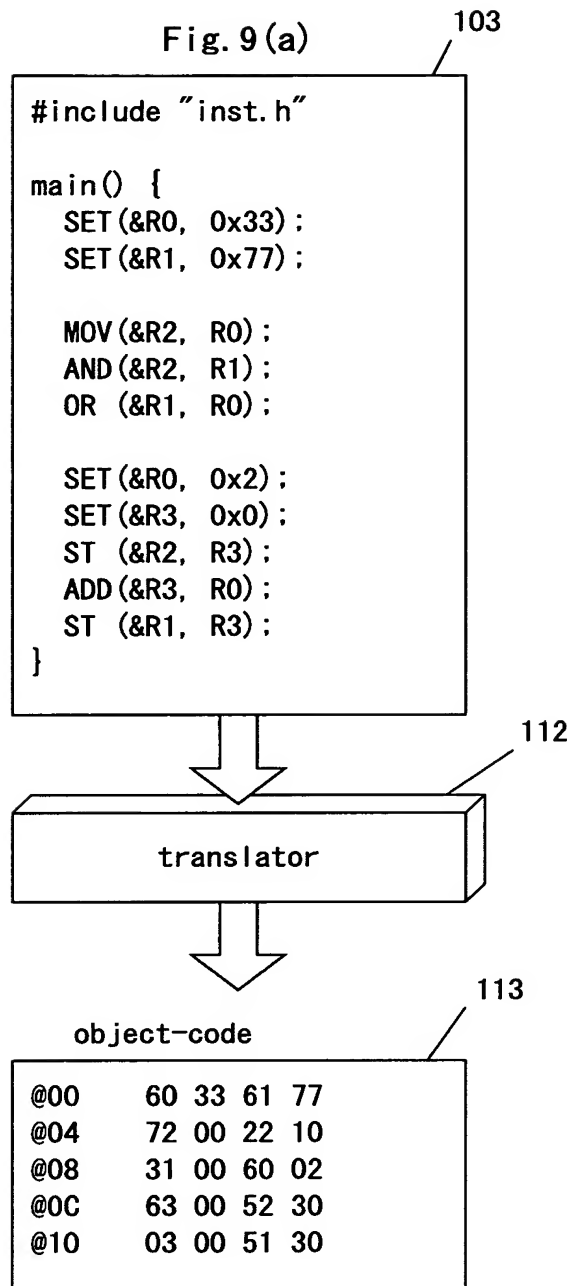 Fig. 9(a)
103
#include "inst.h"
main() {
SET(&R0, 0x33);
SET(&R1, 0x77);
MOV(&R2, R0);
AND(&R2, R1);
OR (&R1, R0);
SET(&R0, 0x2);
SET(&R3, 0x0);
ST (&R2, R3);
ADD(&R3, R0);
ST (&R1, R3);
}
112
translator
113
object-code
@00 60 33 61 77
@04 72 00 22 10
@08 31 00 60 02
@0C 63 00 52 30
@10 03 00 51 30